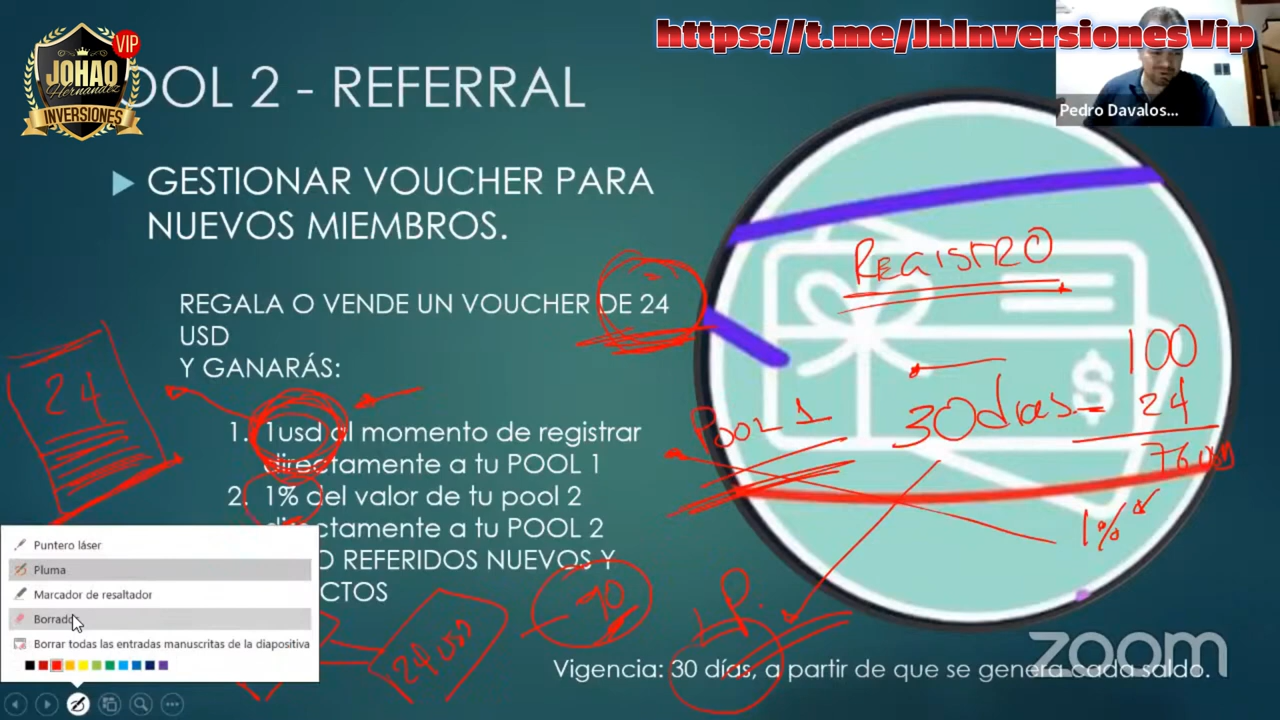 https://t.me/JhInversionesVip
VIP
JOHAO
Hernandez
INVERSIONES
OOL 2 - REFERRAL
Pedro Davalos...
GESTIONAR VOUCHER PARA
NUEVOS MIEMBROS.
REGISTRO
REGALA O VENDE UN VOUCHER DE 24
USD
Y GANARÁS:
24
100
30 dias
- 24
76 USD
POOL 1
1%
1. 1usd al momento de registrar
directamente a tu POOL 1
2. 1% del valor de tu pool 2
directamente a tu POOL 2
O REFERIDOS NUEVOS Y
CTOS
Puntero láser
Pluma
Marcador de resaltador
Borrado
Borrar todas las entradas manuscritas de la diapositiva
24 USD
Vigencia: 30 días, a partir de que se genera cada saldo.
zoom